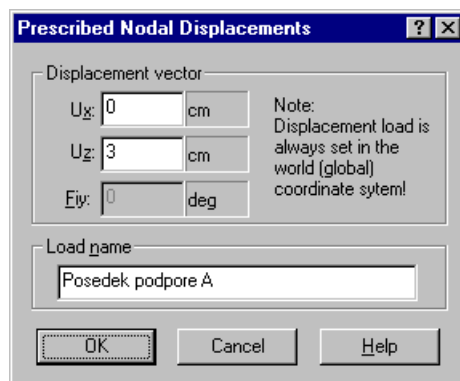 Prescribed Nodal Displacements
Displacement vector
Ux: 0 cm
Uz: 3 cm
Fiy: 0 deg
Note:
Displacement load is
always set in the
world (global)
coordinate sytem!
Load name
Posedek podpore A
OK Cancel Help